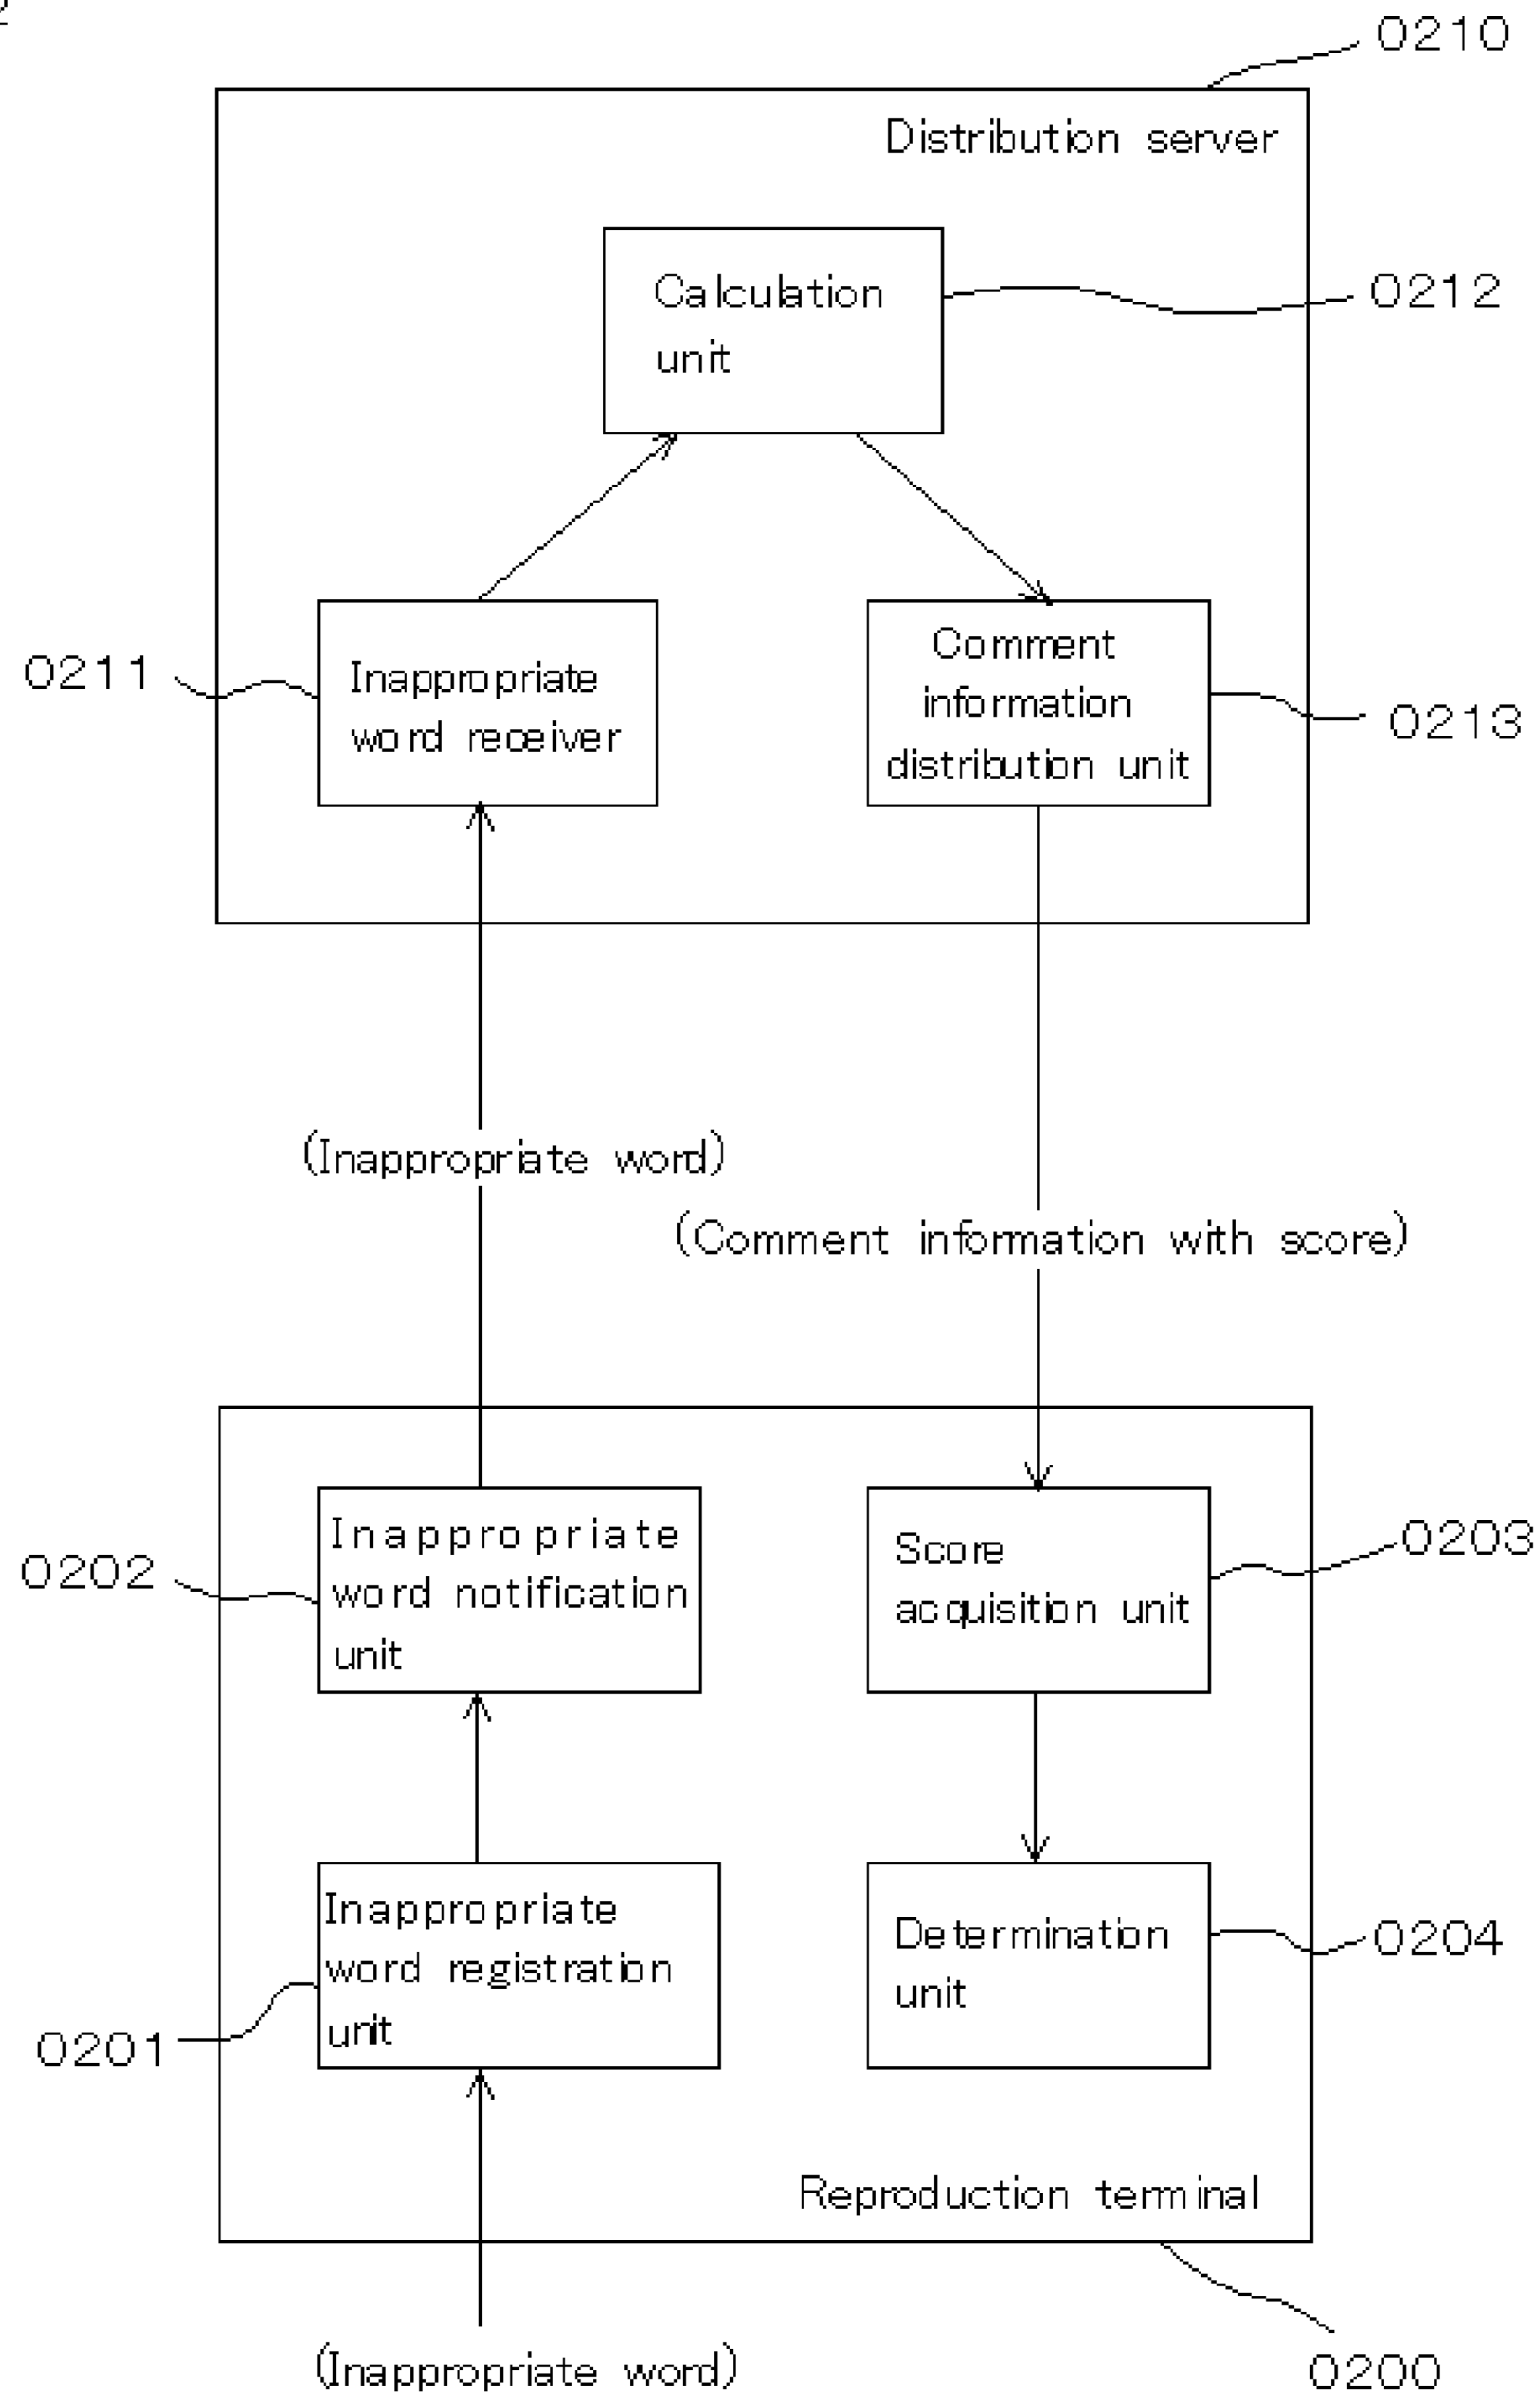 2
0210
Distribution server
Calculation
unit
0212
0211
Inappropriate
word receiver
Comment
information
distribution unit
0213
(Inappropriate word)
(Comment information with score)
0202
Inappropriate
word notification
unit
Score
acquisition unit
0203
Inappropriate
word registration
unit
0201
Determination
unit
0204
Reproduction terminal
(Inappropriate word)
0200